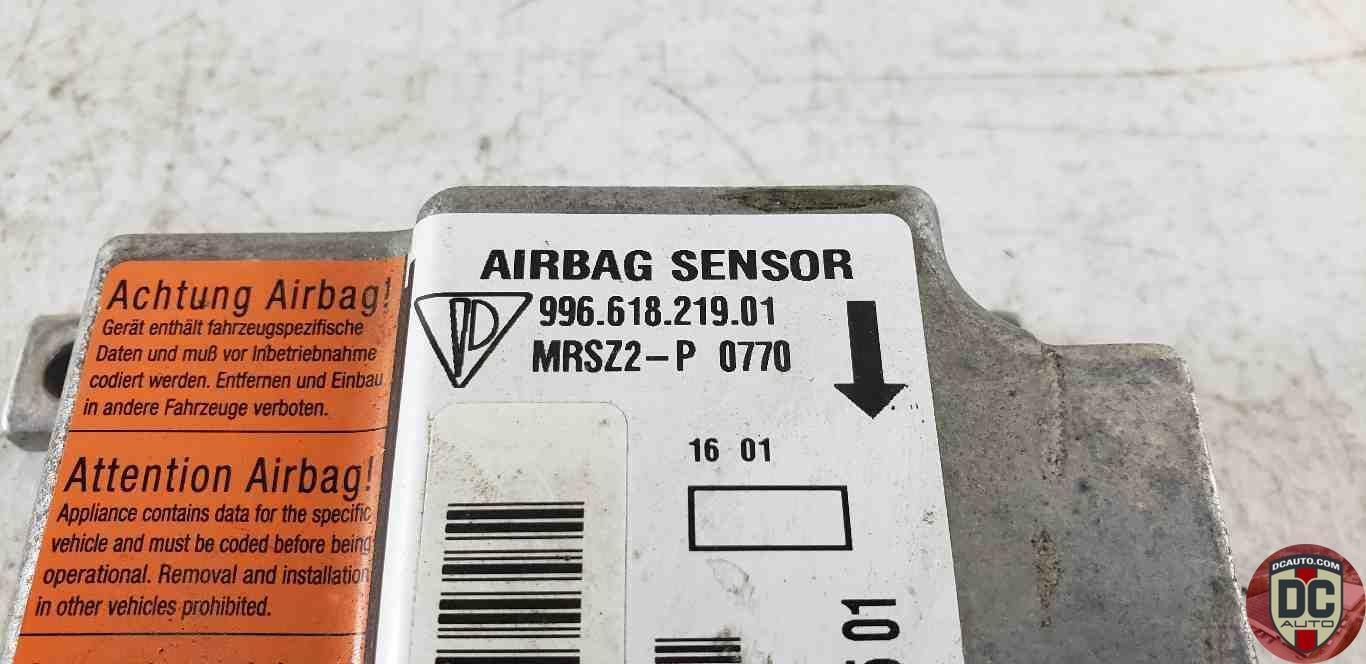 AIRBAG SENSOR
996.618.219.01
MRSZ2-P 0770
16 01
01
Achtung Airbag!
Gerät enthält fahrzeugspezifische
Daten und muß vor Inbetriebnahme
codiert werden. Entfernen und Einbau
in andere Fahrzeuge verboten.
Attention Airbag!
Appliance contains data for the specific
vehicle and must be coded before being
operational. Removal and installation
in other vehicles prohibited.
DCAUTO.COM
DC
AUTO